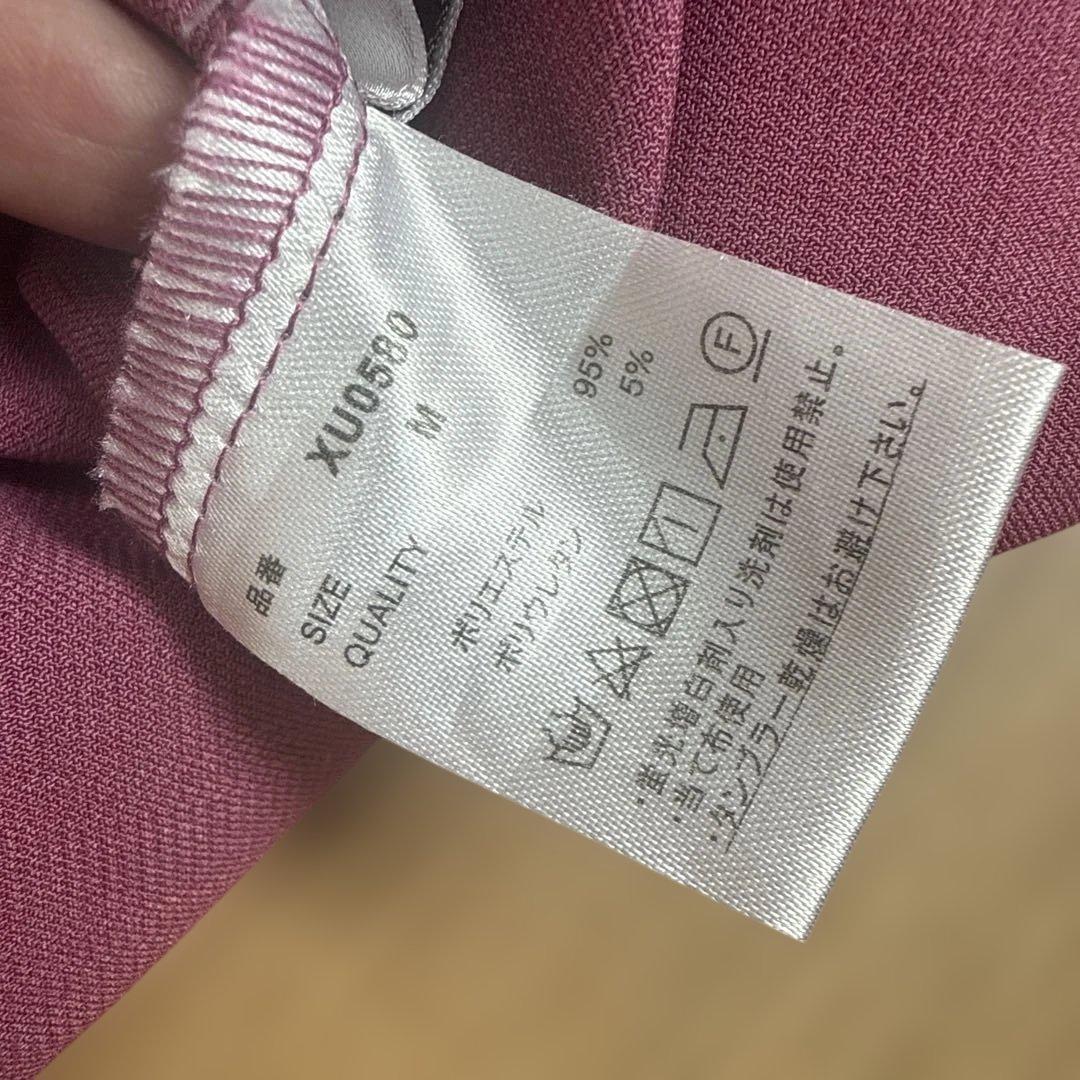 品番 XU0580
SIZE M
QUALITY
ポリエステル 95%
ポリウレタン 5%
F
・蛍光増白剤入り洗剤は使用禁止。
・当て布使用
・タンブラー乾燥はお避け下さい。